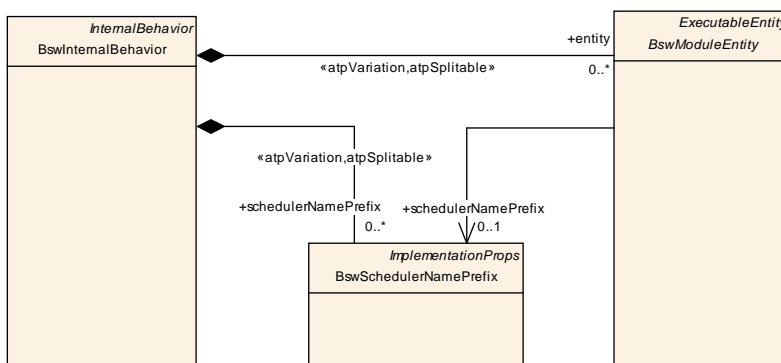 InternalBehavior
BswInternalBehavior
ExecutableEntity
BswModuleEntity
+entity
«atpVariation,atpSplitable»
0..*
«atpVariation,atpSplitable»
+schedulerNamePrefix
0..*
+schedulerNamePrefix
0..1
ImplementationProps
BswSchedulerNamePrefix